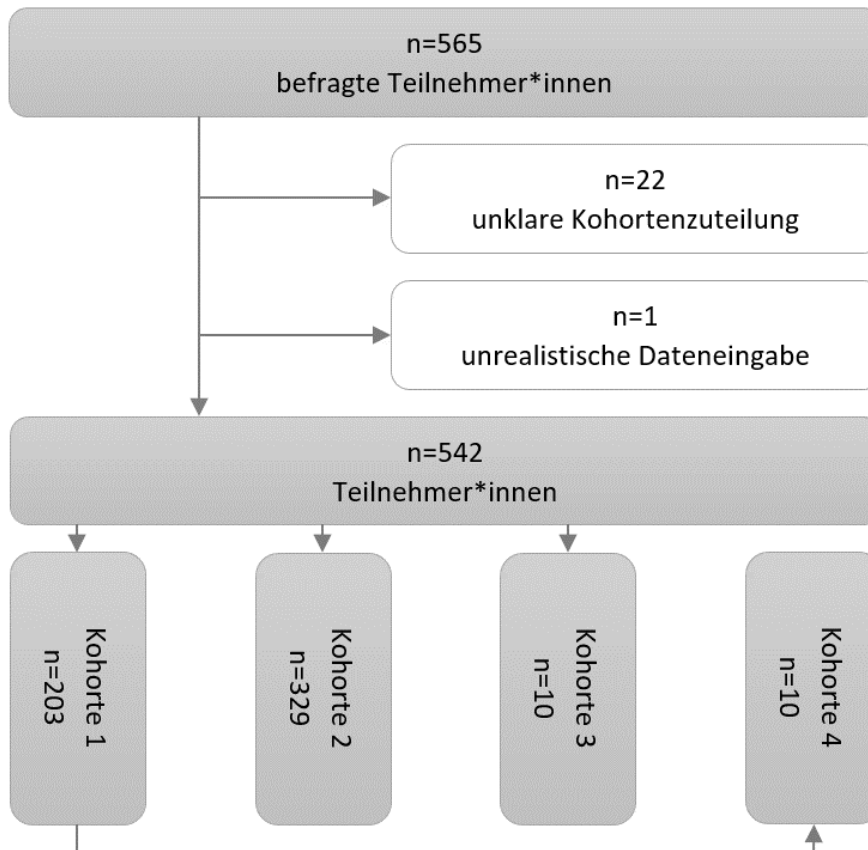 n=565
befragte Teilnehmer*innen
n=22
unklare Kohortenzuteilung
n=1
unrealistische Dateneingabe
n=542
Teilnehmer*innen
Kohorte 1
n=203
Kohorte 2
n=329
Kohorte 3
n=10
Kohorte 4
n=10